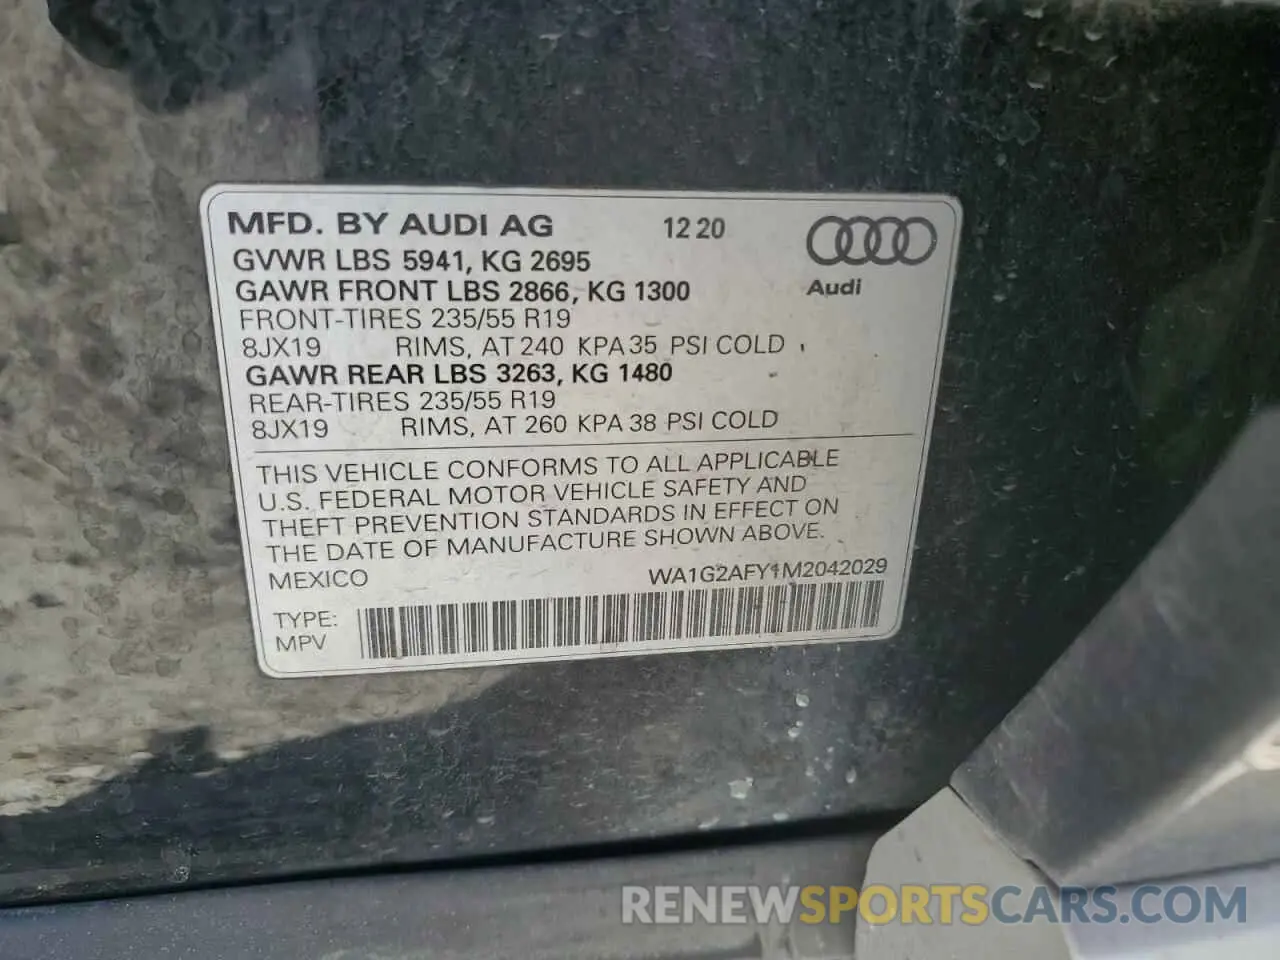 MFD. BY AUDI AG 12 20
GVWR LBS 5941, KG 2695
GAWR FRONT LBS 2866, KG 1300 Audi
FRONT-TIRES 235/55 R19
8JX19 RIMS, AT 240 KPA 35 PSI COLD
GAWR REAR LBS 3263, KG 1480
REAR-TIRES 235/55 R19
8JX19 RIMS, AT 260 KPA 38 PSI COLD
THIS VEHICLE CONFORMS TO ALL APPLICABLE
U.S. FEDERAL MOTOR VEHICLE SAFETY AND
THEFT PREVENTION STANDARDS IN EFFECT ON
THE DATE OF MANUFACTURE SHOWN ABOVE.
MEXICO WA1G2AFY1M2042029
TYPE:
MPV
RENEWSPORTSCARS.COM